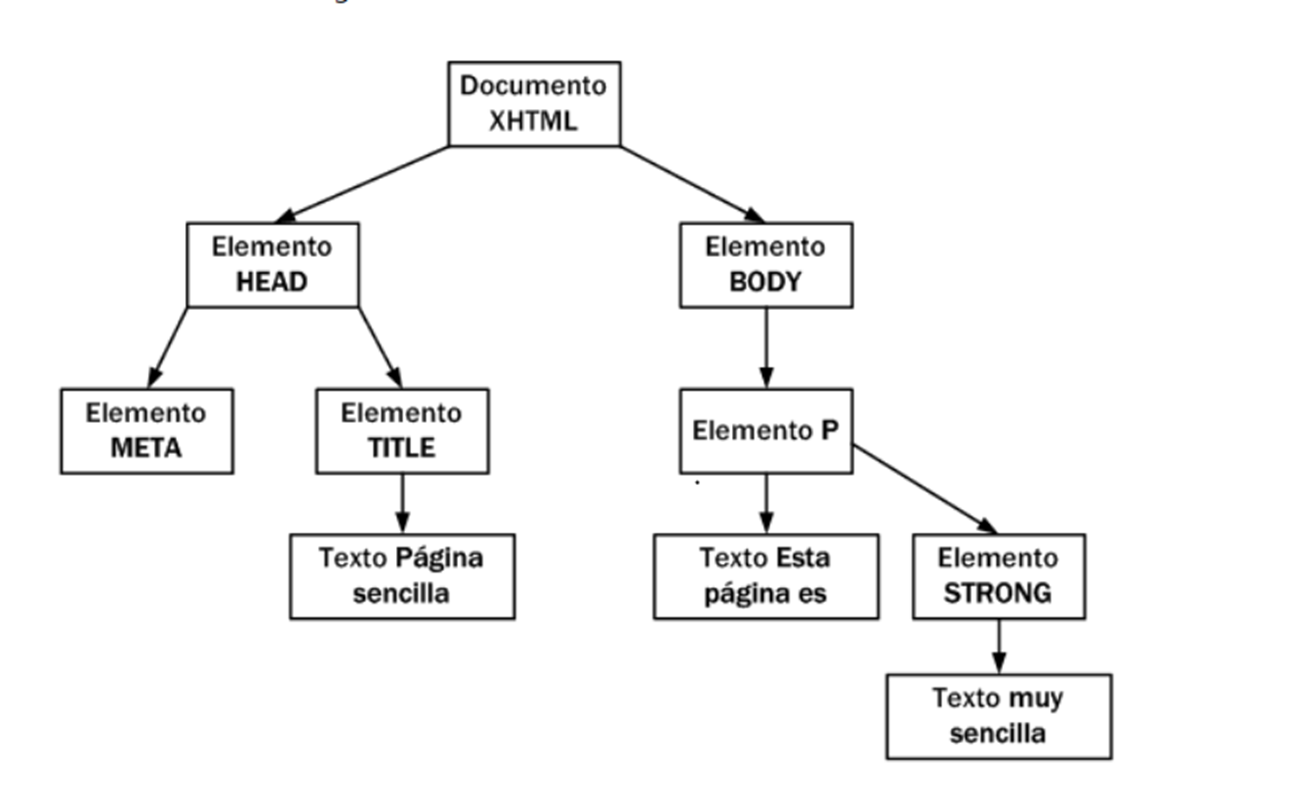 Documento
XHTML
Elemento
HEAD
Elemento
BODY
Elemento
META
Elemento
TITLE
Elemento P
Texto Página
sencilla
Texto Esta
página es
Elemento
STRONG
Texto muy
sencilla